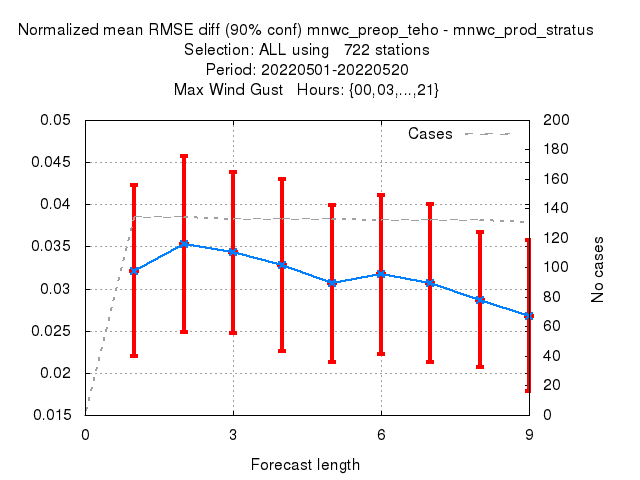 Normalized mean RMSE diff (90% conf) mnwc_preop_teho - mnwc_prod_stratus
Selection: ALL using   722 stations
Period: 20220501-20220520
Max Wind Gust   Hours: {00,03,...,21}
Cases
0.05
0.045
0.04
0.035
0.03
0.025
0.02
0.015
200
180
160
140
120
100
80
60
40
20
0
No cases
0 3 6 9
Forecast length